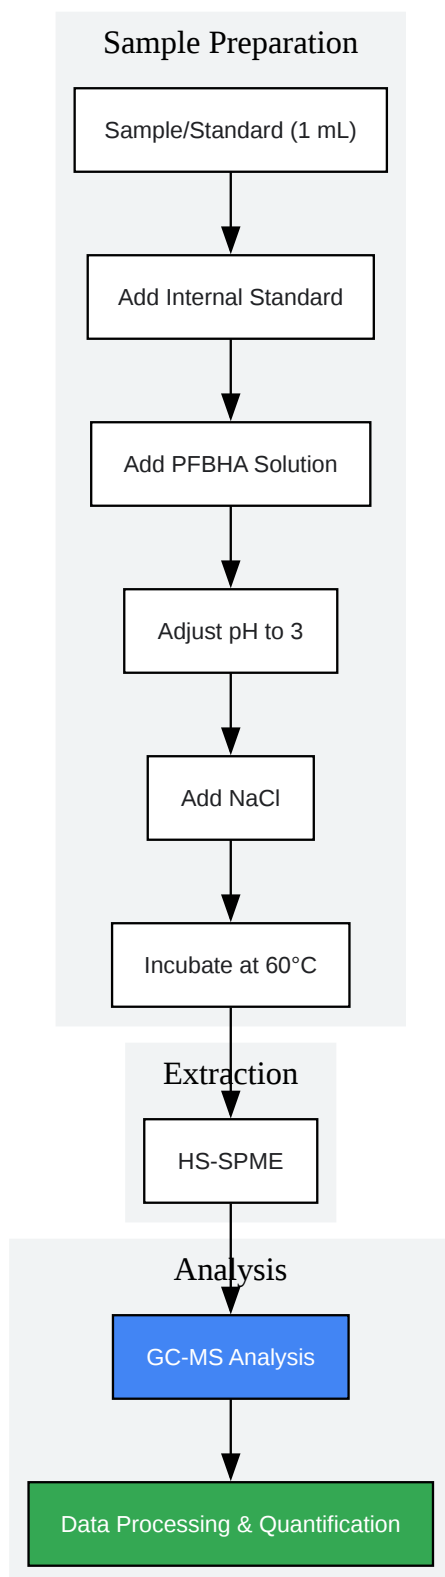 Sample Preparation
Sample/Standard (1 mL)
Add Internal Standard
Add PFBHA Solution
Adjust pH to 3
Add NaCl
Incubate at 60°C
Extraction
HS-SPME
Analysis
GC-MS Analysis
Data Processing & Quantification